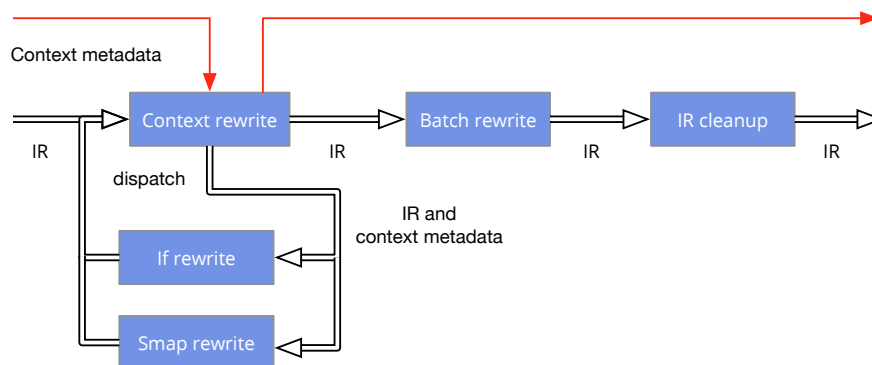 Context metadata
Context rewrite
Batch rewrite
IR cleanup
IR
IR
IR
IR
dispatch
IR and
context metadata
If rewrite
Smap rewrite